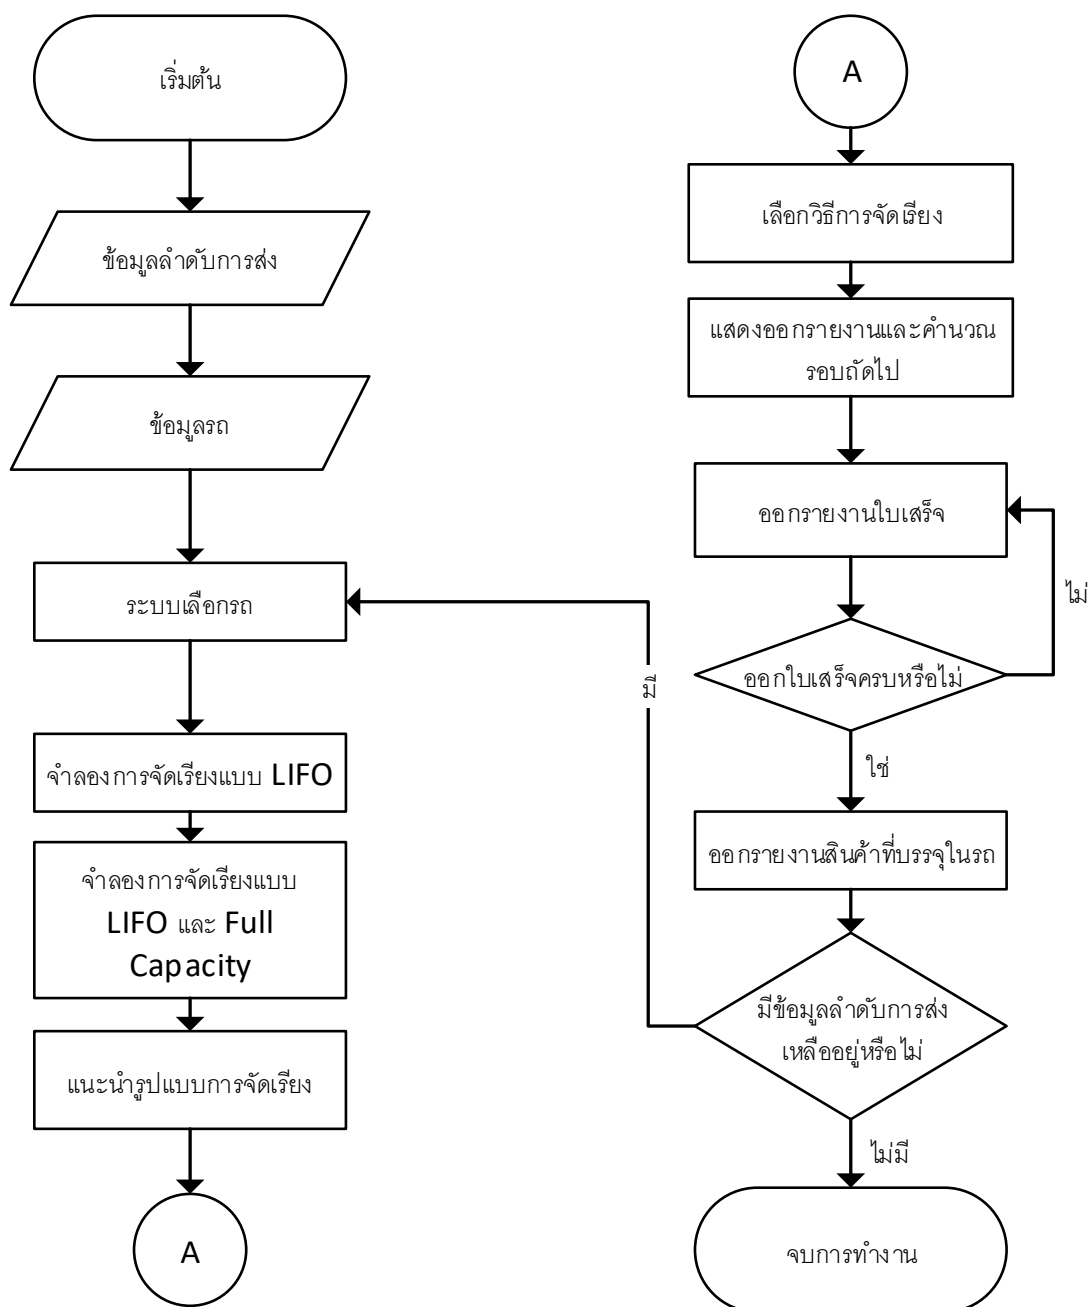 เริ่มต้น
ข้อมูลลำดับการส่ง
ข้อมูลรถ
ระบบเลือกรถ
จำลองการจัดเรียงแบบ LIFO
จำลองการจัดเรียงแบบ
LIFO และ Full
Capacity
แนะนำรูปแบบการจัดเรียง
A
A
เลือกวิธีการจัดเรียง
แสดงออกรายงานและคำนวณ
รอบถัดไป
ออกรายงานใบเสร็จ
ไม่
ออกใบเสร็จครบหรือไม่
ใช่
ออกรายงานสินค้าที่บรรจุในรถ
มีข้อมูลลำดับการส่ง
เหลืออยู่หรือไม่
มี
ไม่มี
จบการทำงาน